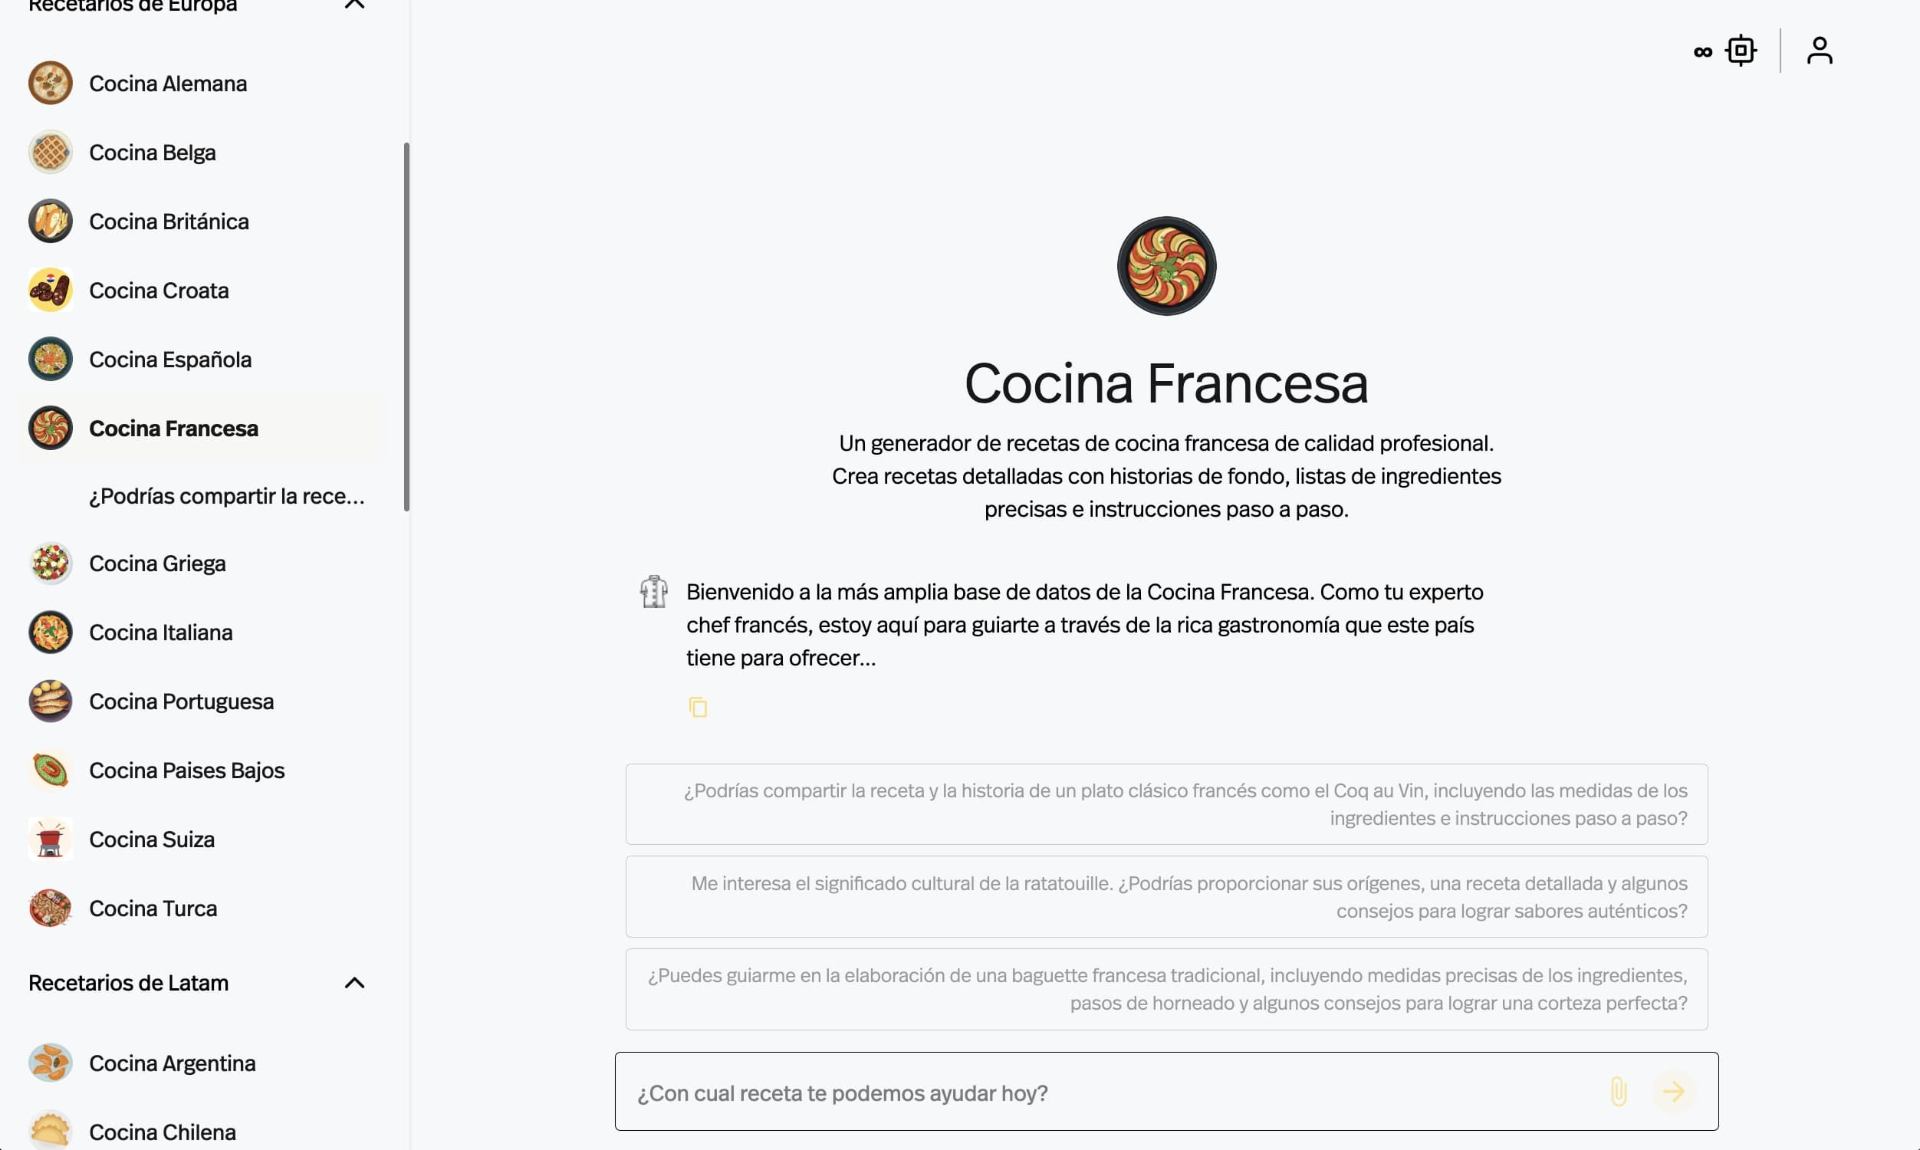 Recetarios de Europa
Cocina Alemana
Cocina Belga
Cocina Británica
Cocina Croata
Cocina Española
Cocina Francesa
¿Podrías compartir la rece...
Cocina Griega
Cocina Italiana
Cocina Portuguesa
Cocina Paises Bajos
Cocina Suiza
Cocina Turca
Recetarios de Latam
Cocina Argentina
Cocina Chilena
∞
Cocina Francesa
Un generador de recetas de cocina francesa de calidad profesional.
Crea recetas detalladas con historias de fondo, listas de ingredientes
precisas e instrucciones paso a paso.
Bienvenido a la más amplia base de datos de la Cocina Francesa. Como tu experto
chef francés, estoy aquí para guiarte a través de la rica gastronomía que este país
tiene para ofrecer...
¿Podrías compartir la receta y la historia de un plato clásico francés como el Coq au Vin, incluyendo las medidas de los
ingredientes e instrucciones paso a paso?
Me interesa el significado cultural de la ratatouille. ¿Podrías proporcionar sus orígenes, una receta detallada y algunos
consejos para lograr sabores auténticos?
¿Puedes guiarme en la elaboración de una baguette francesa tradicional, incluyendo medidas precisas de los ingredientes,
pasos de horneado y algunos consejos para lograr una corteza perfecta?
¿Con cual receta te podemos ayudar hoy?